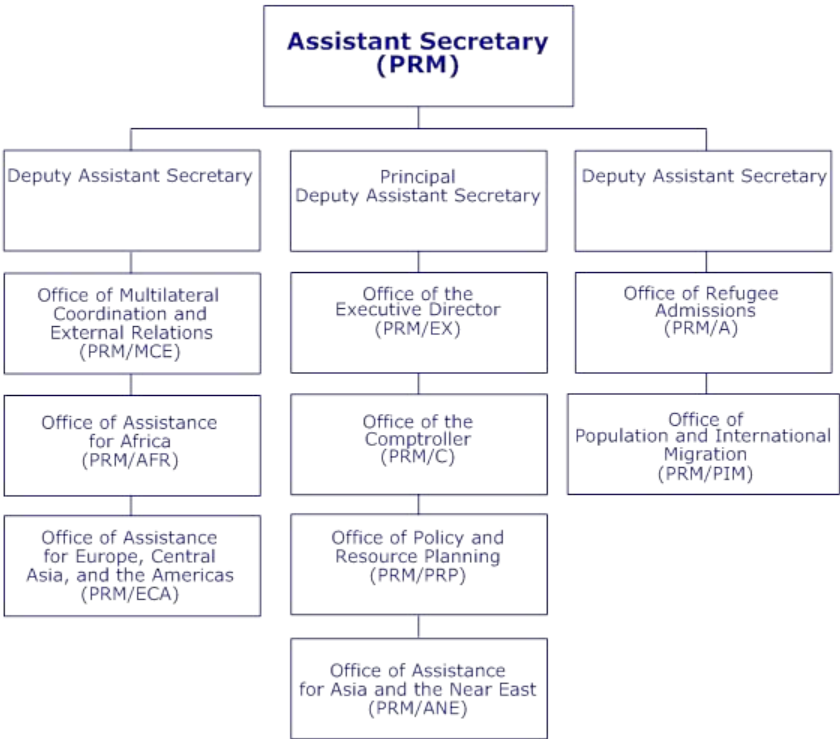 Assistant Secretary
(PRM)
Deputy Assistant Secretary
Principal
Deputy Assistant Secretary
Deputy Assistant Secretary
Office of Multilateral
Coordination and
External Relations
(PRM/MCE)
Office of the
Executive Director
(PRM/EX)
Office of Refugee
Admissions
(PRM/A)
Office of Assistance
for Africa
(PRM/AFR)
Office of the
Comptroller
(PRM/C)
Office of
Population and International
Migration
(PRM/PIM)
Office of Assistance
for Europe, Central
Asia, and the Americas
(PRM/ECA)
Office of Policy and
Resource Planning
(PRM/PRP)
Office of Assistance
for Asia and the Near East
(PRM/ANE)